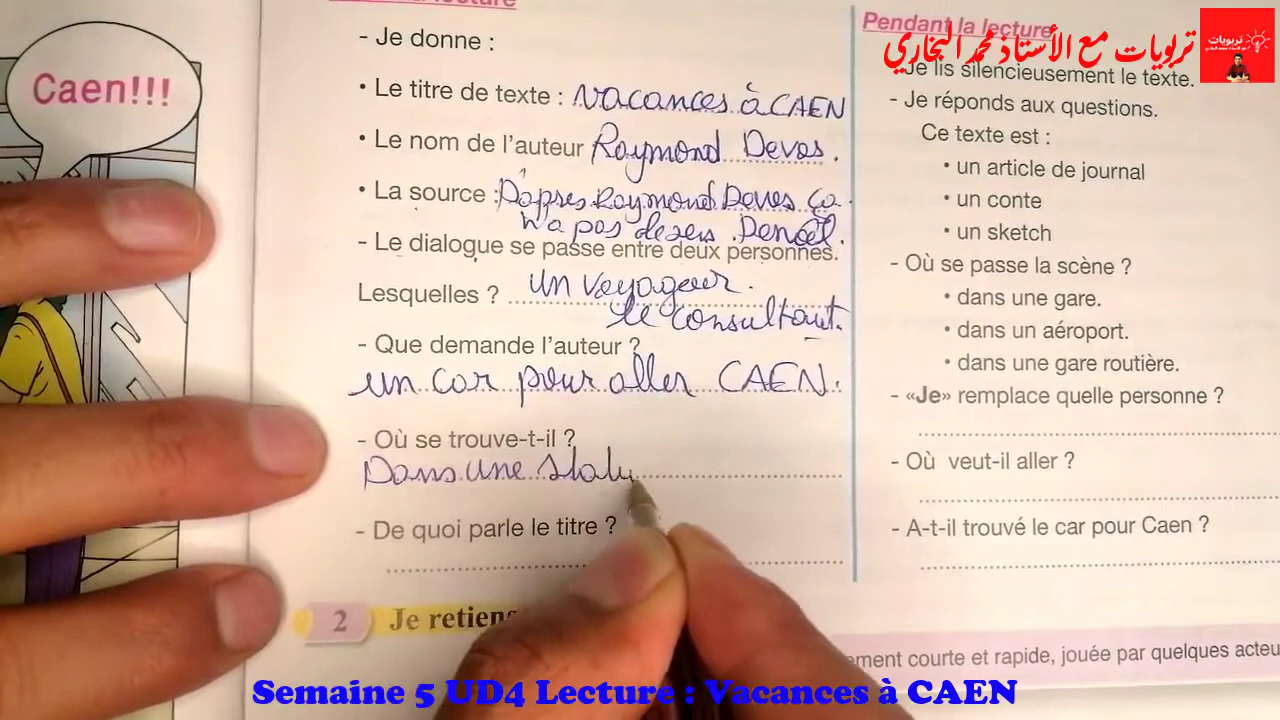 Caen!!!
- Je donne :
• Le titre de texte : Vacances à CAEN
• Le nom de l'auteur Raymond Devos.
• La source : D'après Raymond Devos ça
n'a pas de sens Denoël.
- Le dialogue se passe entre deux personnes.
Lesquelles ? un voyageur.
le consultant.
- Que demande l'auteur ?
un car pour aller CAEN.
- Où se trouve-t-il ?
Dans une stat
- De quoi parle le titre ?
2 Je retiens
Pendant la lecture
تربويات مع الأستاذ محمد البخاري
تربويات
- Je lis silencieusement le texte.
- Je réponds aux questions.
Ce texte est :
• un article de journal
• un conte
• un sketch
- Où se passe la scène ?
• dans une gare.
• dans un aéroport.
• dans une gare routière.
- «Je» remplace quelle personne ?
- Où veut-il aller ?
- A-t-il trouvé le car pour Caen ?
ment courte et rapide, jouée par quelques acteu
Semaine 5 UD4 Lecture : Vacances à CAEN